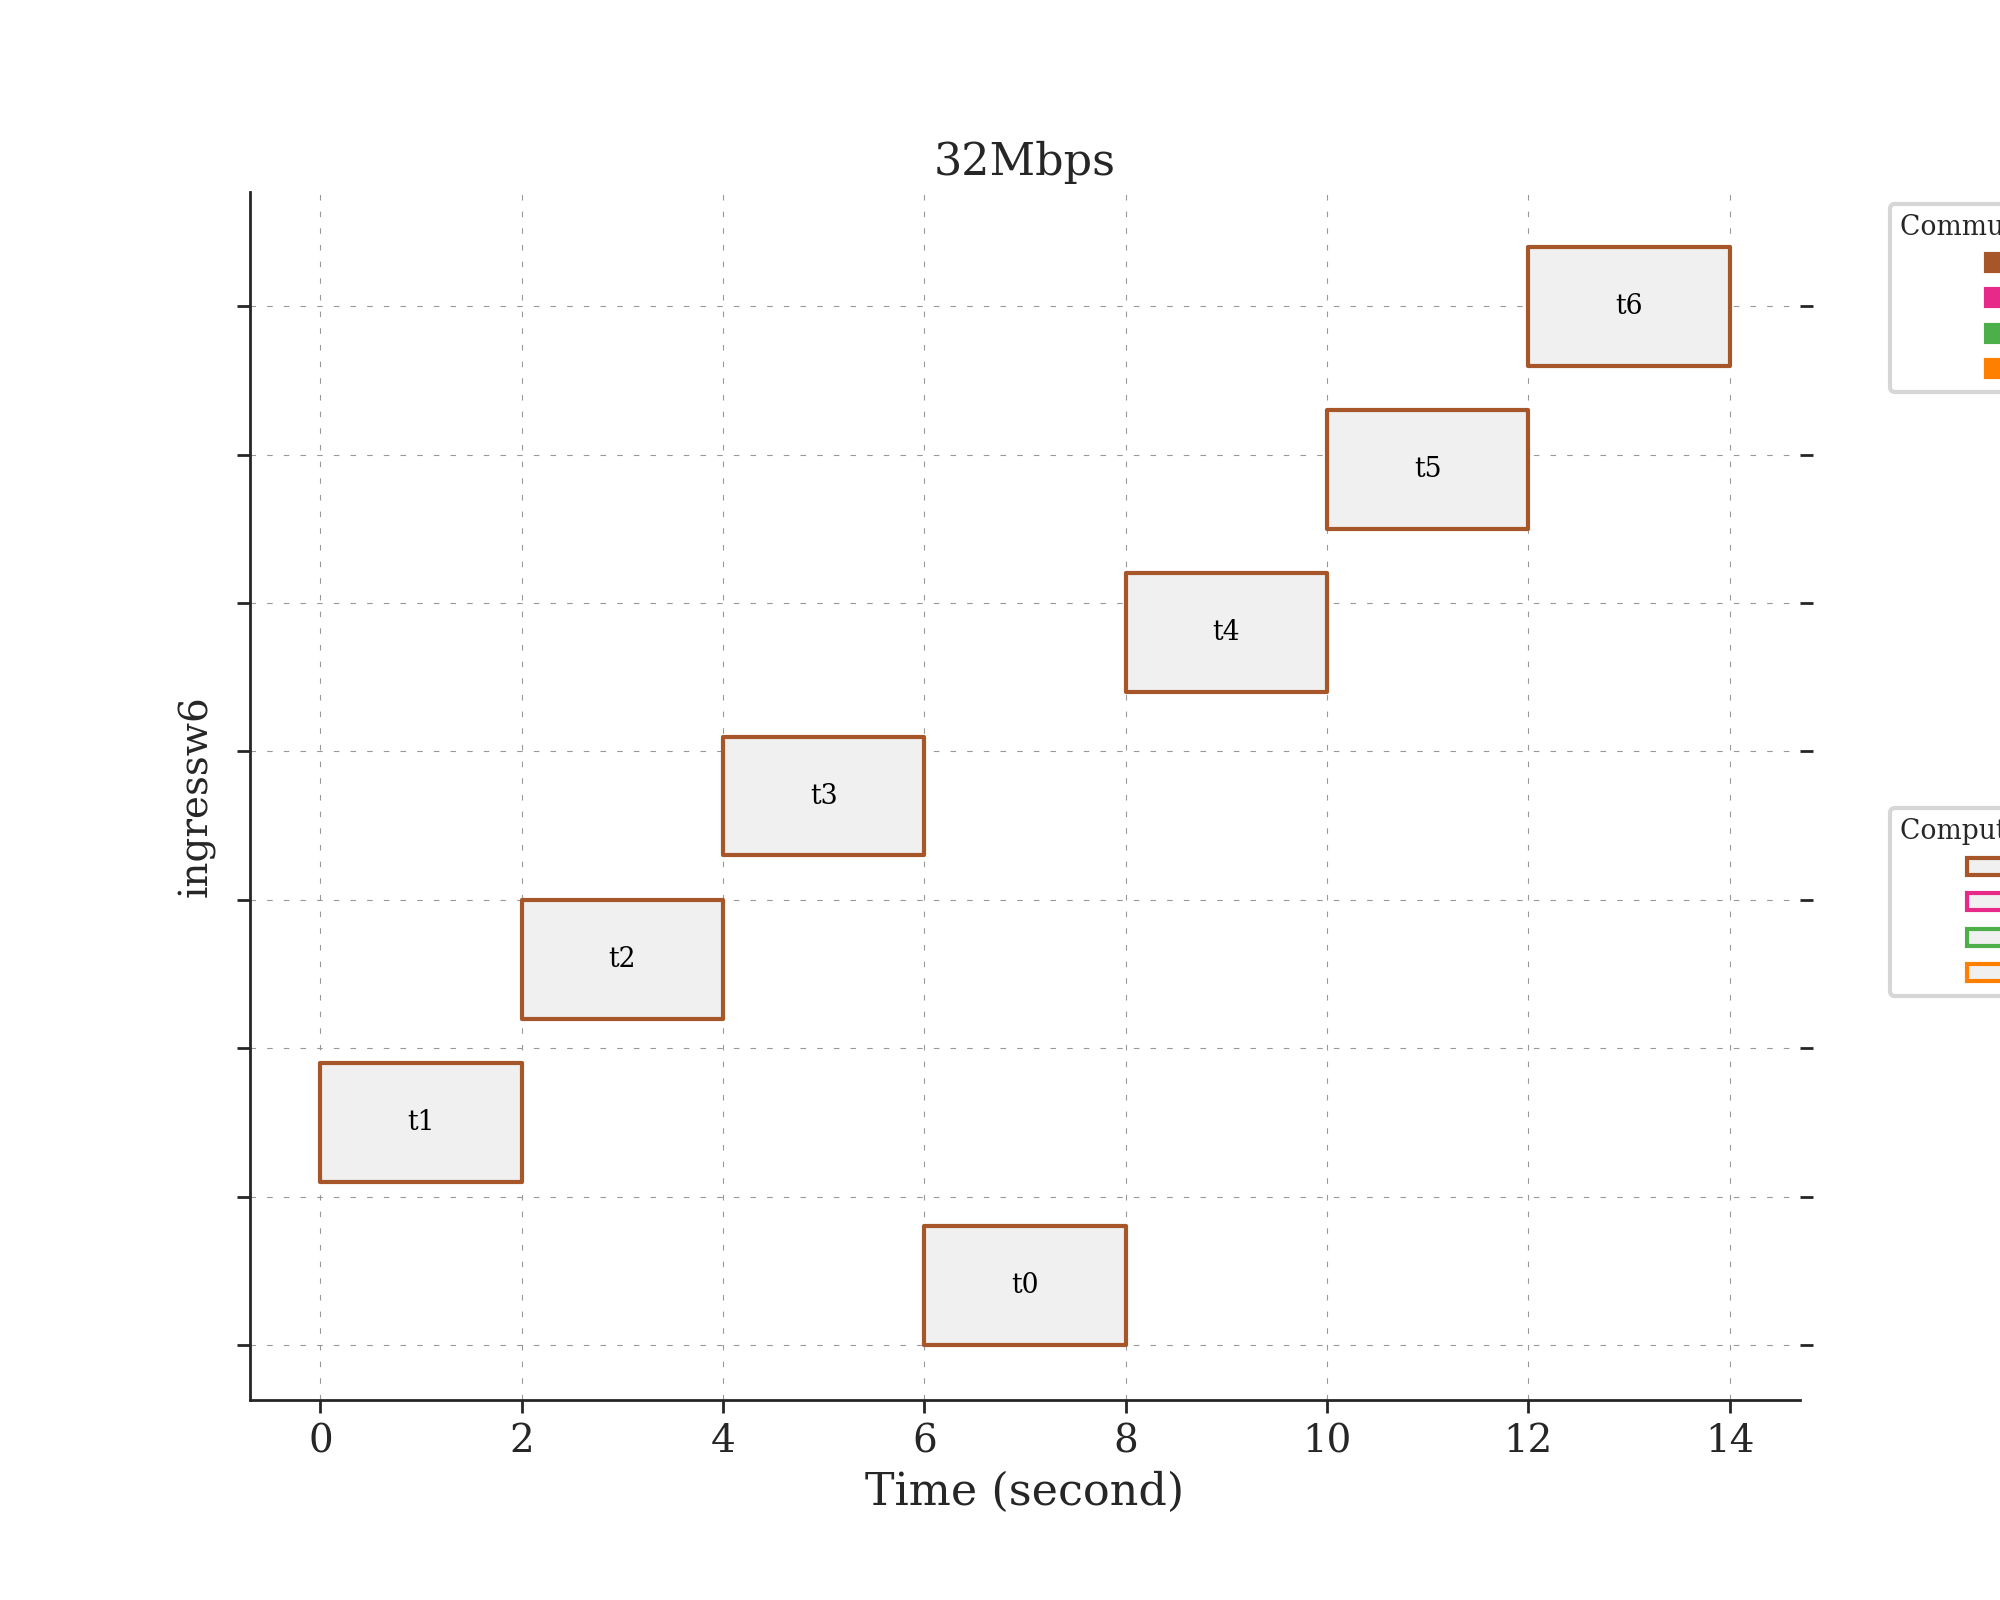 32Mbps
Commu
t6
t5
t4
ingressw6
t3
Comput
t2
t1
t0
0 2 4 6 8 10 12 14
Time (second)